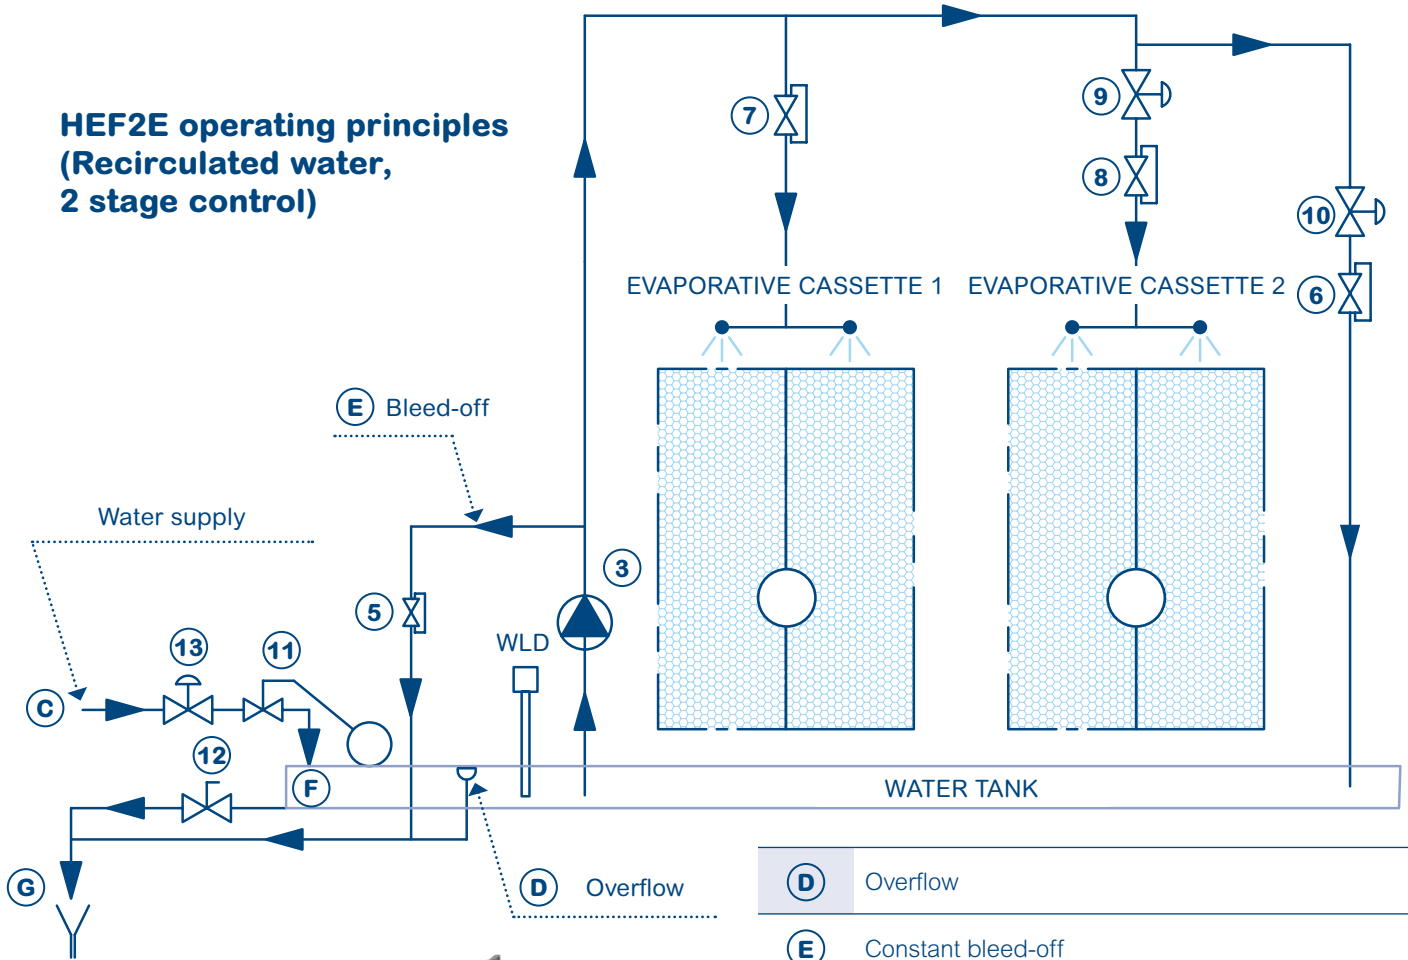 HEF2E operating principles
(Recirculated water,
2 stage control)
7
9
8
10
6
EVAPORATIVE CASSETTE 1
EVAPORATIVE CASSETTE 2
E Bleed-off
Water supply
3
5
WLD
13
11
C
12
F
WATER TANK
G
D Overflow
D Overflow
E Constant bleed-off